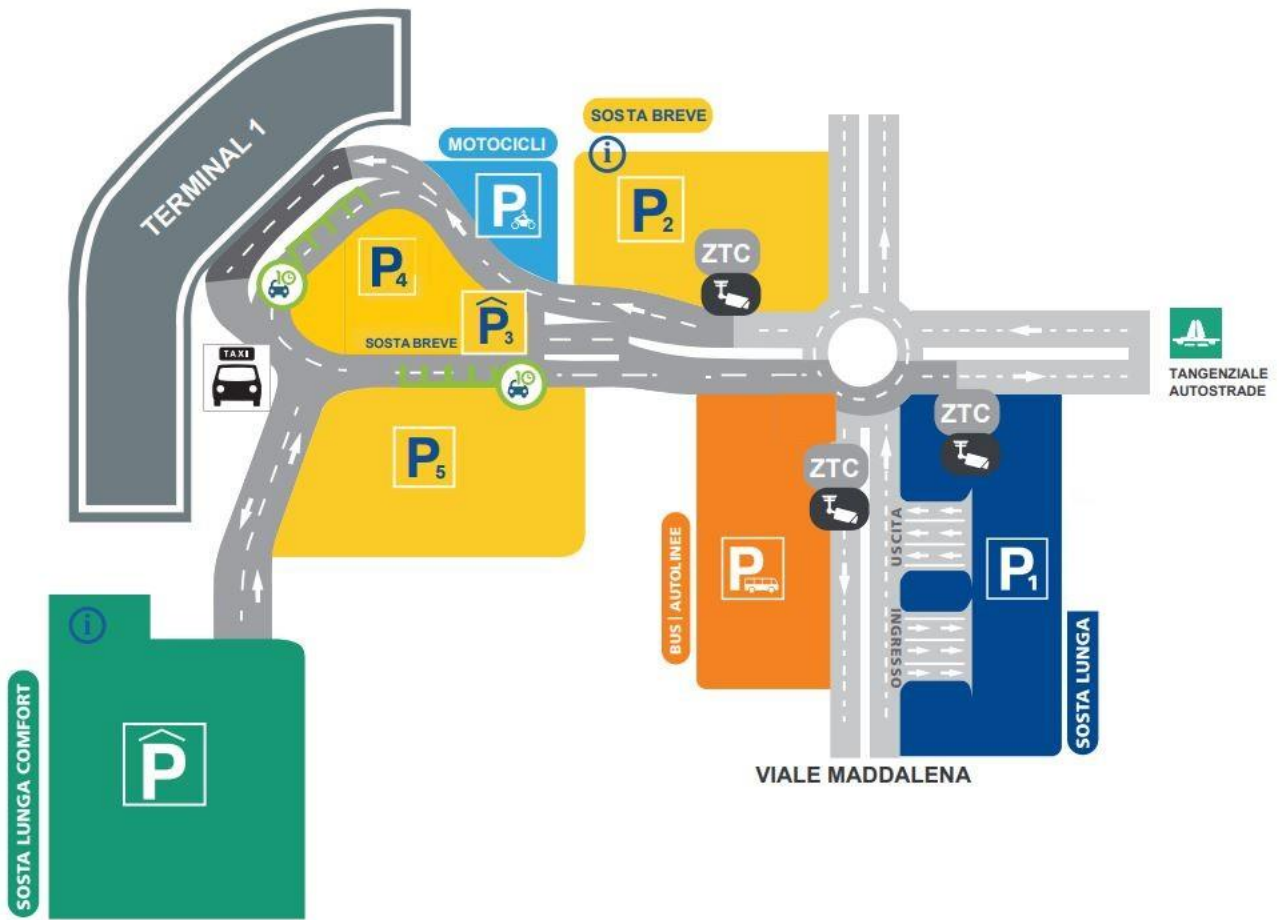 TERMINAL 1
MOTOCICLI
P
SOSTA BREVE
i
P2
ZTC
P4
P3
SOSTA BREVE
TAXI
TANGENZIALE
AUTOSTRADE
P5
ZTC
ZTC
BUS | AUTOLINEE
P
USCITA
INGRESSO
P1
SOSTA LUNGA
VIALE MADDALENA
i
SOSTA LUNGA COMFORT
P